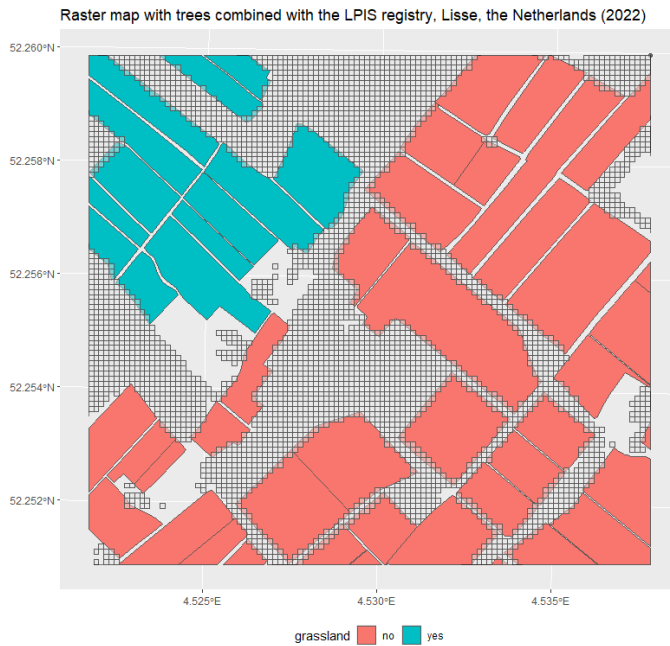 Raster map with trees combined with the LPIS registry, Lisse, the Netherlands (2022)
52.260°N
52.258°N
52.256°N
52.254°N
52.252°N
4.525°E 4.530°E 4.535°E
grassland no yes